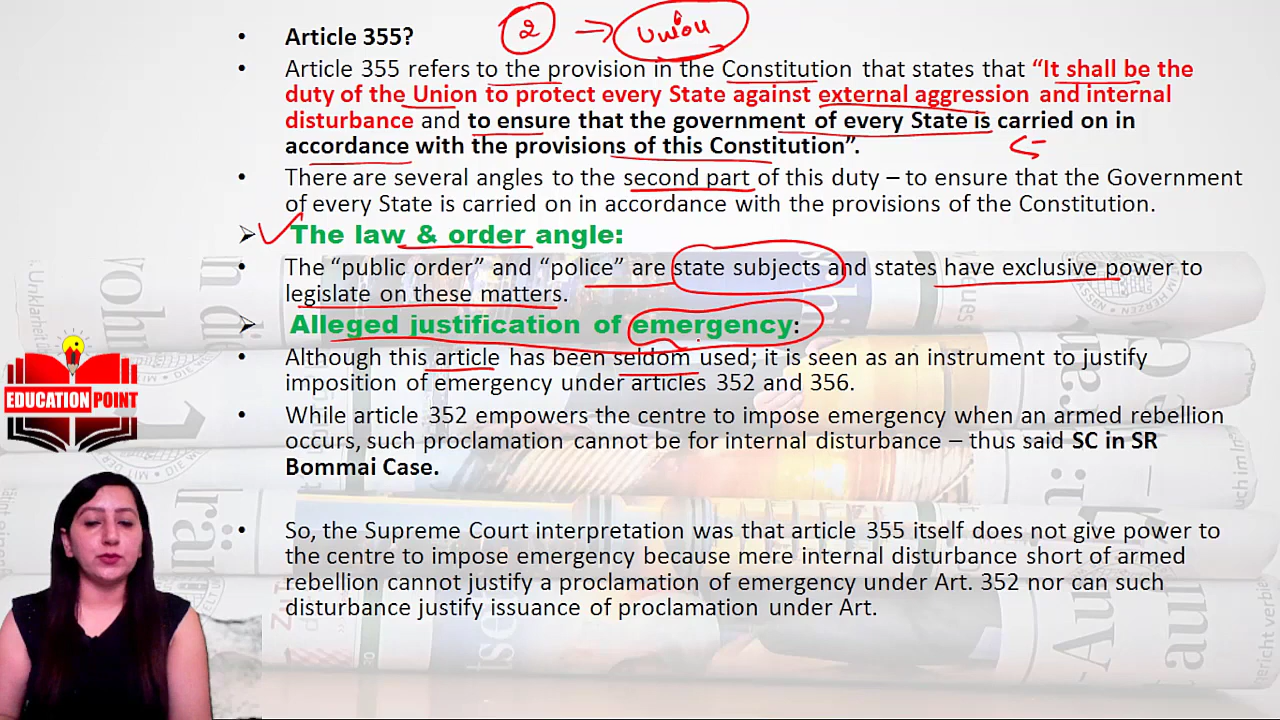 2 → Union
• Article 355?
• Article 355 refers to the provision in the Constitution that states that “It shall be the
duty of the Union to protect every State against external aggression and internal
disturbance and to ensure that the government of every State is carried on in
accordance with the provisions of this Constitution”.
• There are several angles to the second part of this duty – to ensure that the Government
of every State is carried on in accordance with the provisions of the Constitution.
➢ The law & order angle:
• The “public order” and “police” are state subjects and states have exclusive power to
legislate on these matters.
➢ Alleged justification of emergency:
• Although this article has been seldom used; it is seen as an instrument to justify
imposition of emergency under articles 352 and 356.
• While article 352 empowers the centre to impose emergency when an armed rebellion
occurs, such proclamation cannot be for internal disturbance – thus said SC in SR
Bommai Case.
• So, the Supreme Court interpretation was that article 355 itself does not give power to
the centre to impose emergency because mere internal disturbance short of armed
rebellion cannot justify a proclamation of emergency under Art. 352 nor can such
disturbance justify issuance of proclamation under Art.
EDUCATION POINT